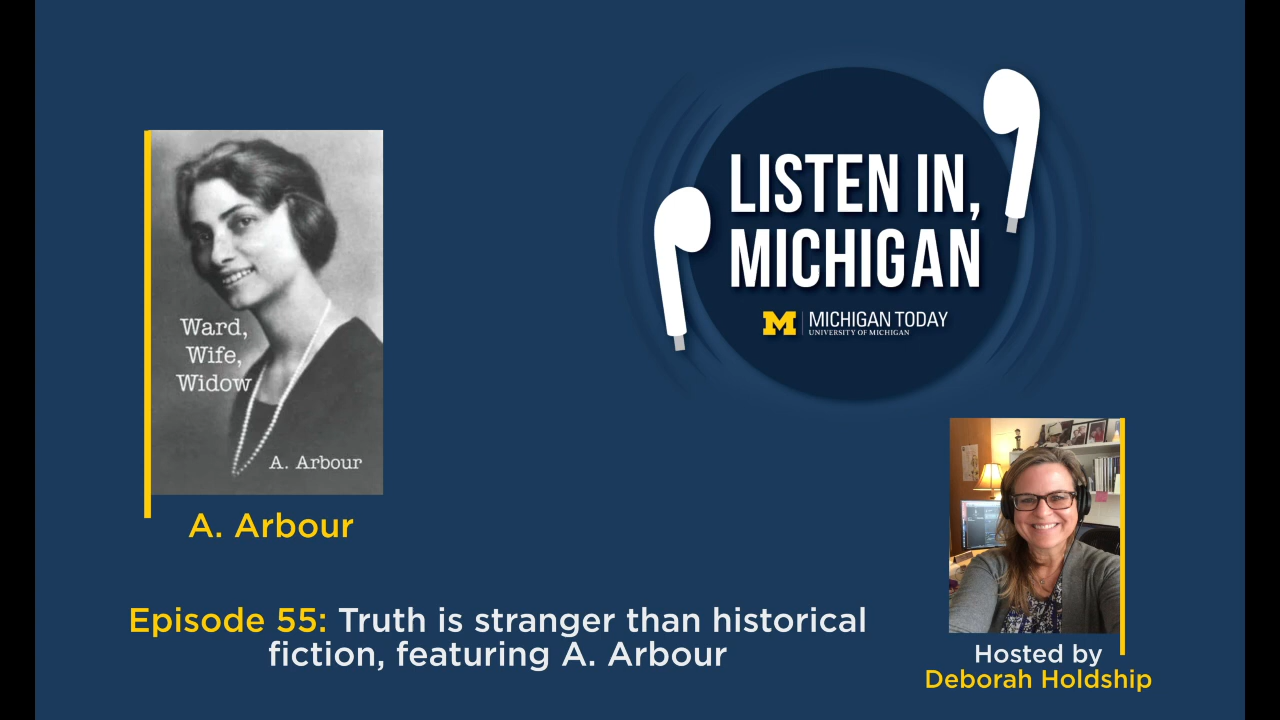 LISTEN IN,
MICHIGAN
M MICHIGAN TODAY
UNIVERSITY OF MICHIGAN
Ward,
Wife,
Widow
A. Arbour
A. Arbour
Episode 55: Truth is stranger than historical
fiction, featuring A. Arbour
Hosted by
Deborah Holdship